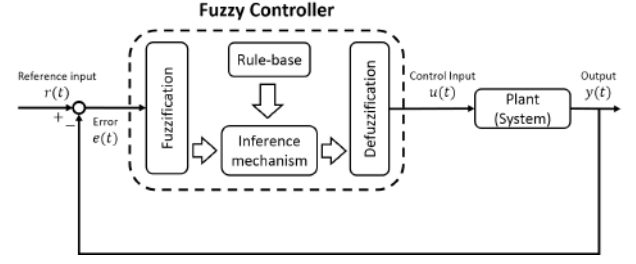 Fuzzy Controller
Reference input
r(t)
+
−
Error
e(t)
Fuzzification
Rule-base
Inference
mechanism
Defuzzification
Control Input
u(t)
Plant
(System)
Output
y(t)